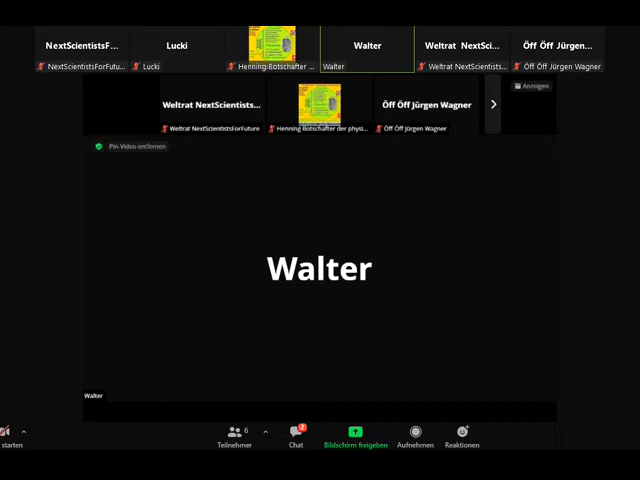 NextScientistsF...
Lucki
Walter
Weltrat NextSci...
Öff Öff Jürgen...
NextScientistsForFutu...
Lucki
Henning Botschafter ...
Walter
Weltrat NextScientists...
Öff Öff Jürgen Wagner
Weltrat NextScientists...
Öff Öff Jürgen Wagner
Anzeigen
Weltrat NextScientistsForFuture
Henning Botschafter der physi...
Öff Öff Jürgen Wagner
Pin-Video entfernen
Walter
Walter
6
2
starten
Teilnehmer
Chat
Bildschirm freigeben
Aufnehmen
Reaktionen